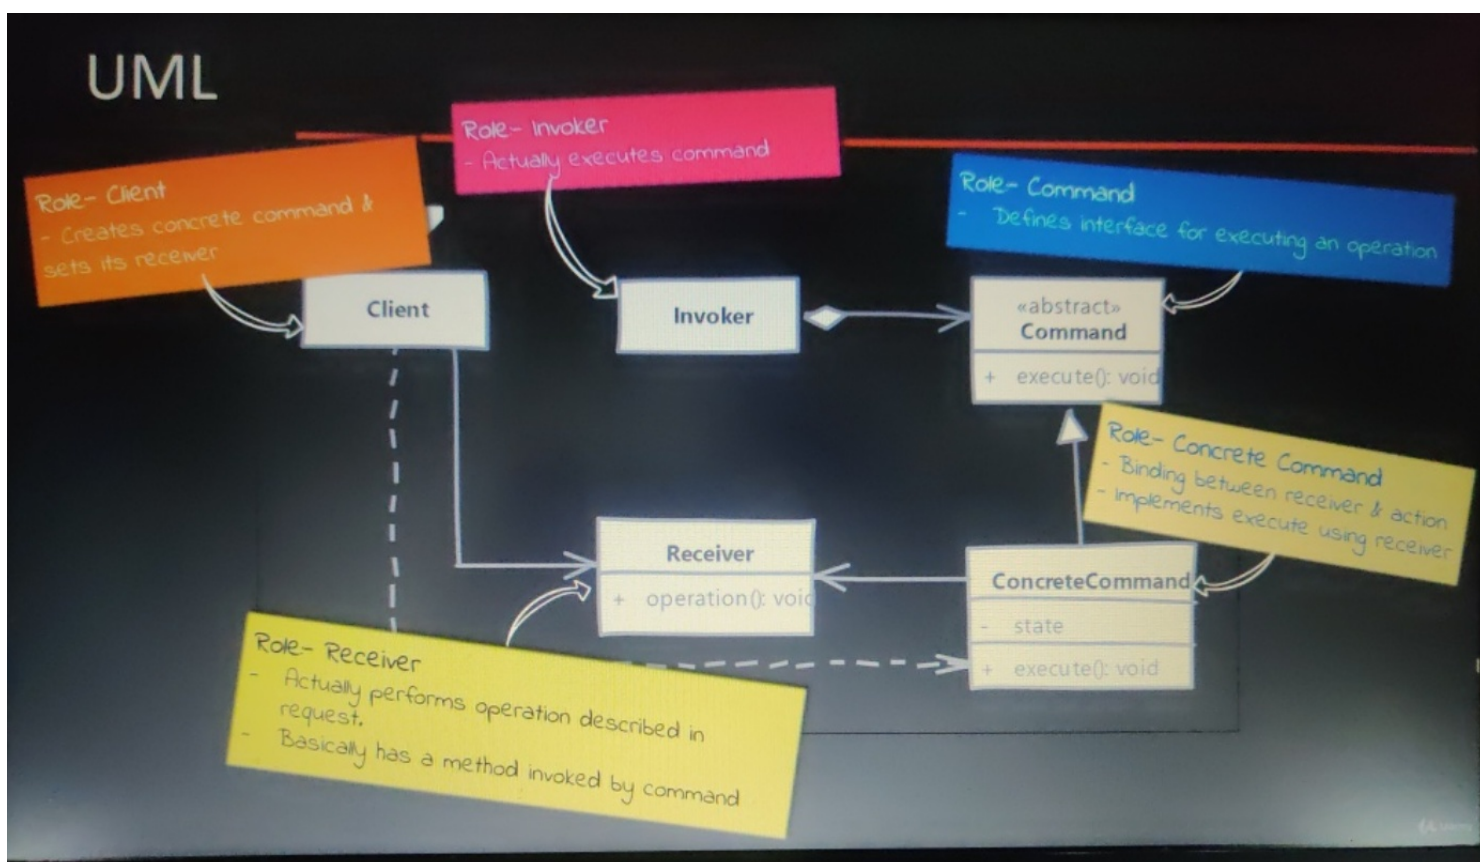 UML
Role- Invoker
- Actually executes command
Role- Client
- Creates concrete command &
sets its receiver
Role- Command
- Defines interface for executing an operation
Client
Invoker
«abstract»
Command
+ execute(): void
Role- Concrete Command
- Binding between receiver & action
- Implements execute using receiver
Receiver
+ operation(): void
ConcreteCommand
- state
+ execute(): void
Role- Receiver
- Actually performs operation described in
request.
- Basically has a method invoked by command